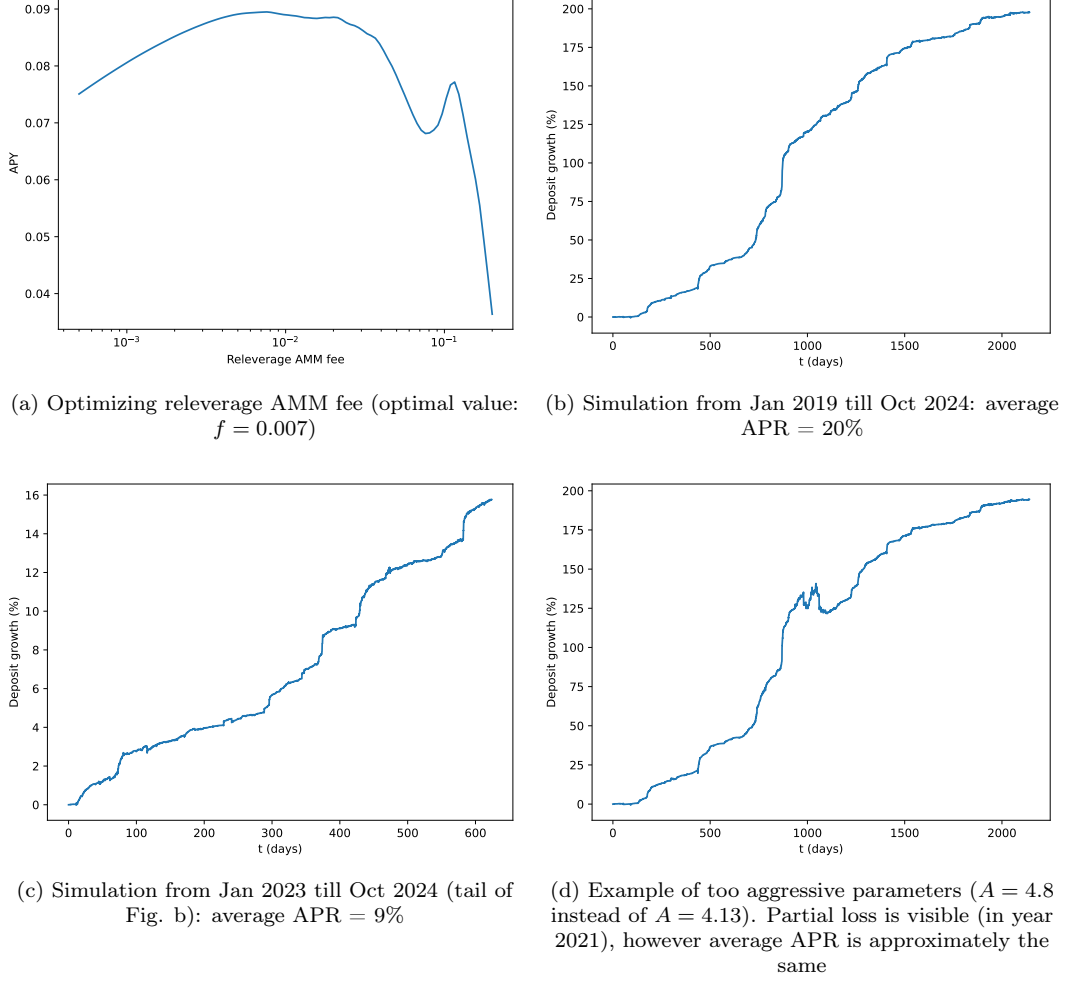 0.09
0.08
0.07
0.06
0.05
0.04
APY
10⁻³
10⁻²
10⁻¹
Releverage AMM fee
(a) Optimizing releverage AMM fee (optimal value:
f = 0.007)
200
175
150
125
100
75
50
25
0
Deposit growth (%)
0
500
1000
1500
2000
t (days)
(b) Simulation from Jan 2019 till Oct 2024: average
APR = 20%
16
14
12
10
8
6
4
2
0
Deposit growth (%)
0
100
200
300
400
500
600
t (days)
(c) Simulation from Jan 2023 till Oct 2024 (tail of
Fig. b): average APR = 9%
200
175
150
125
100
75
50
25
0
Deposit growth (%)
0
500
1000
1500
2000
t (days)
(d) Example of too aggressive parameters (A = 4.8
instead of A = 4.13). Partial loss is visible (in year
2021), however average APR is approximately the
same